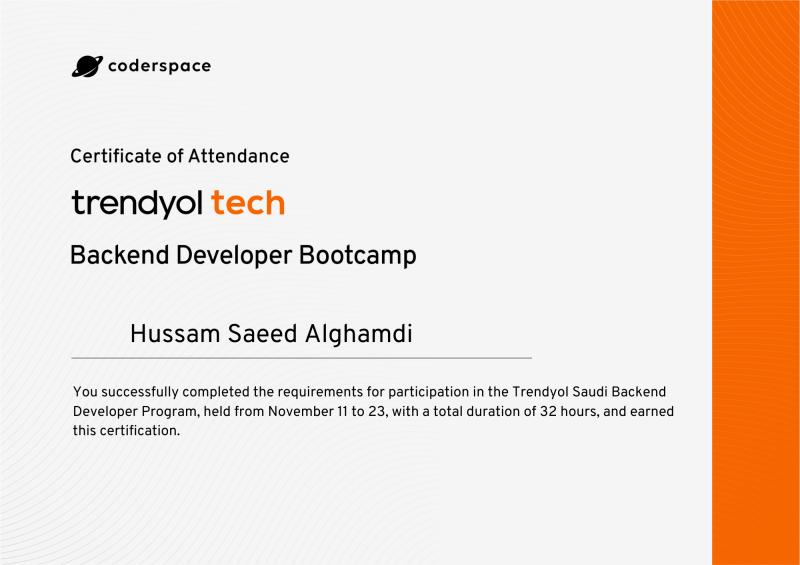 coderspace
Certificate of Attendance
trendyol tech
Backend Developer Bootcamp
Hussam Saeed Alghamdi
You successfully completed the requirements for participation in the Trendyol Saudi Backend
Developer Program, held from November 11 to 23, with a total duration of 32 hours, and earned
this certification.